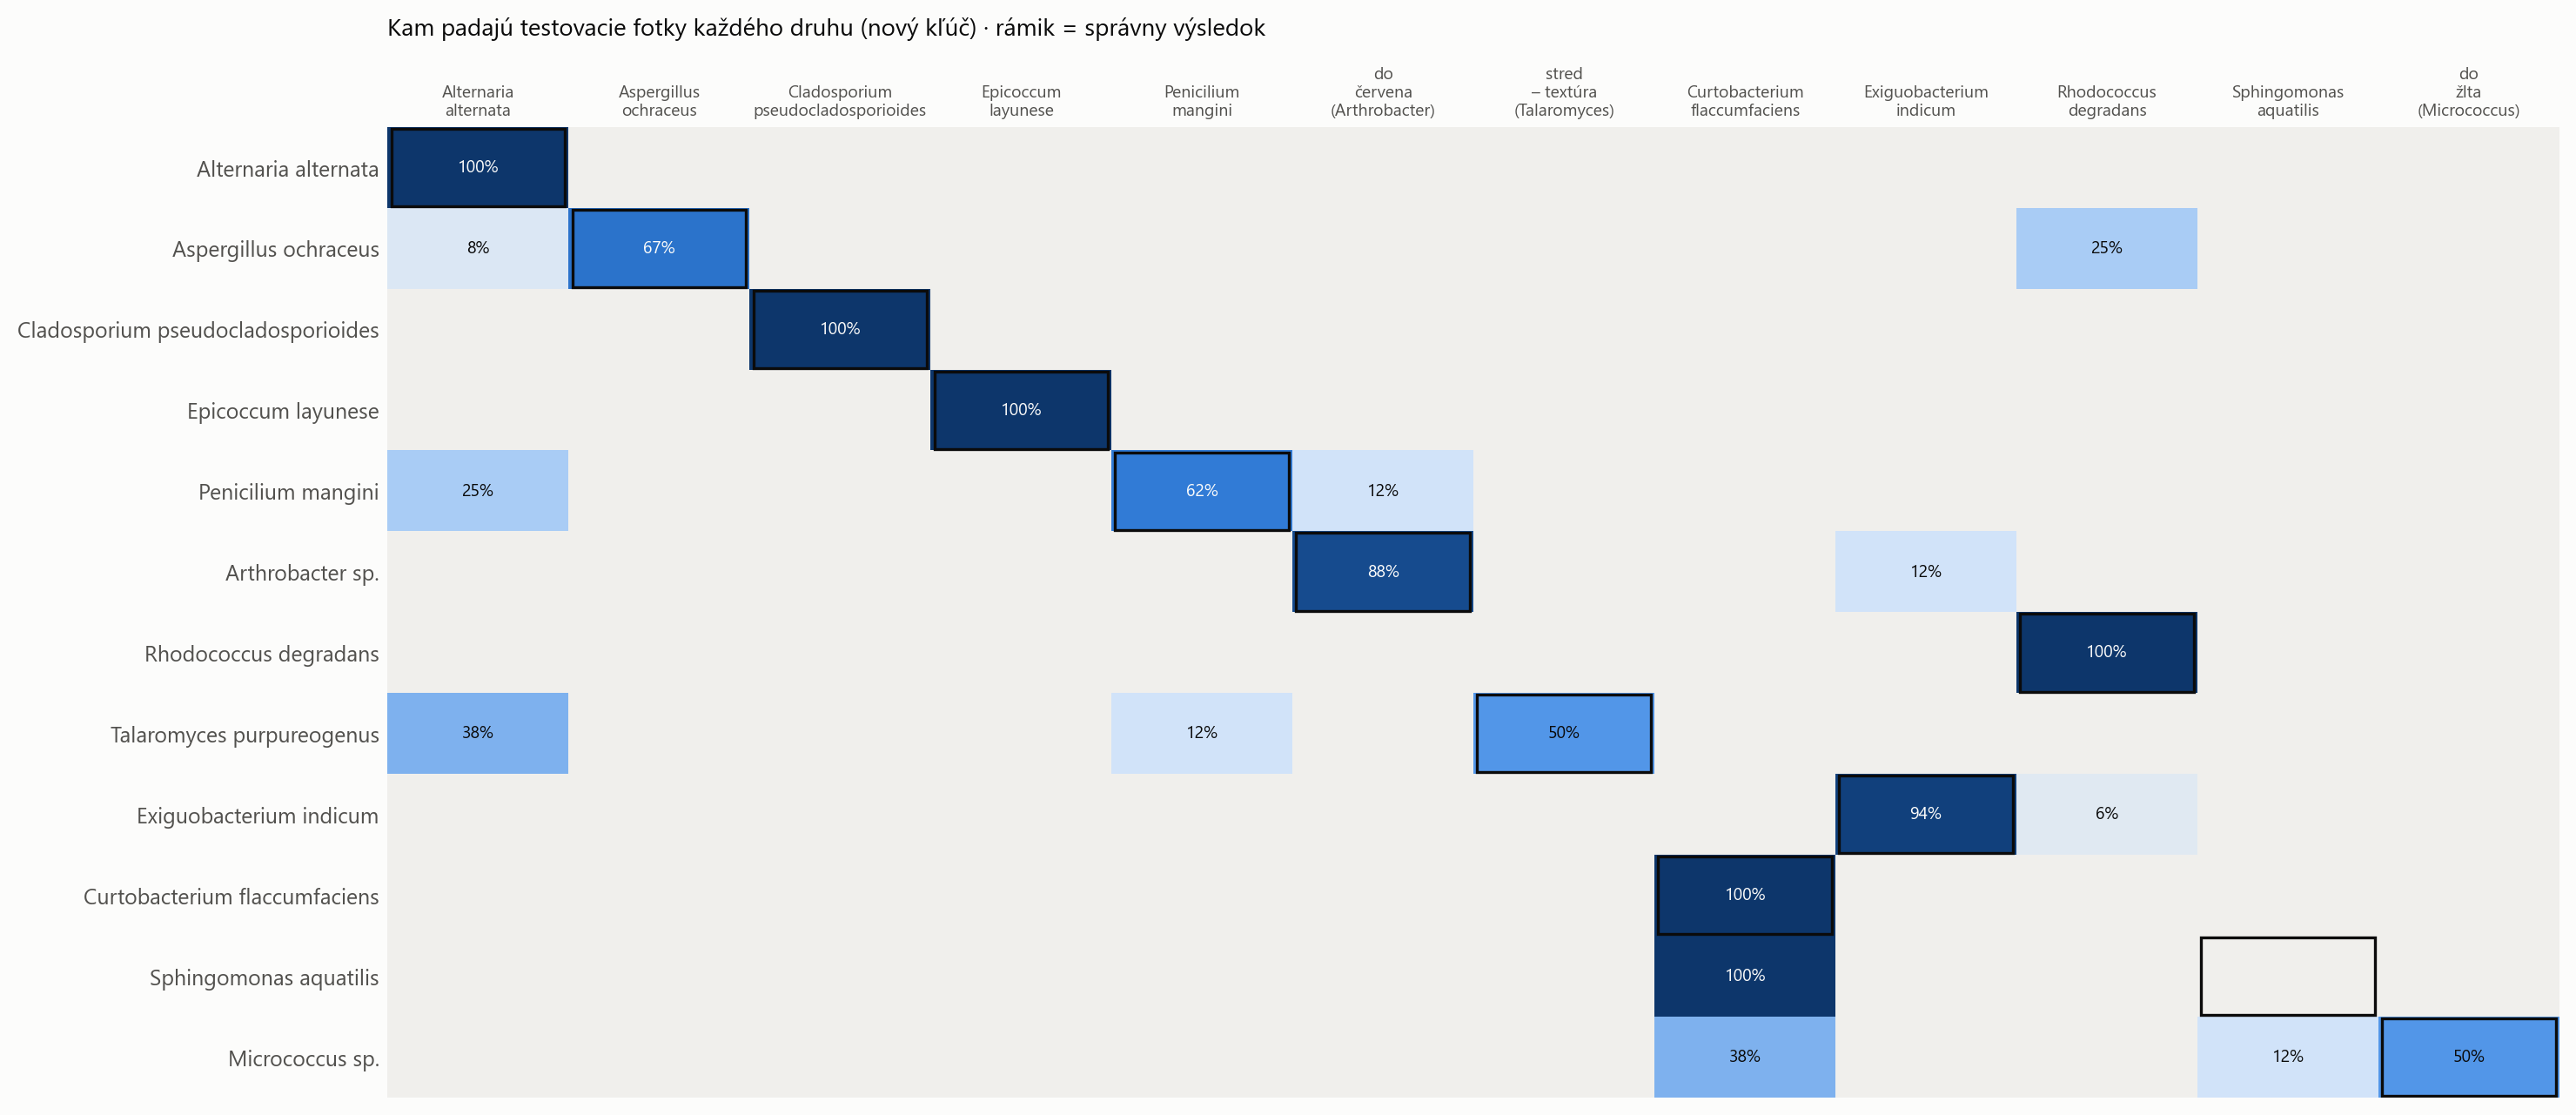 Kam padajú testovacie fotky každého druhu (nový kľúč) · rámik = správny výsledok
Alternaria
alternata
Aspergillus
ochraceus
Cladosporium
pseudocladosporioides
Epicoccum
layunese
Penicilium
mangini
do
červena
(Arthrobacter)
stred
– textúra
(Talaromyces)
Curtobacterium
flaccumfaciens
Exiguobacterium
indicum
Rhodococcus
degradans
Sphingomonas
aquatilis
do
žlta
(Micrococcus)
Alternaria alternata 100%
Aspergillus ochraceus 8% 67% 25%
Cladosporium pseudocladosporioides 100%
Epicoccum layunese 100%
Penicilium mangini 25% 62% 12%
Arthrobacter sp. 88% 12%
Rhodococcus degradans 100%
Talaromyces purpureogenus 38% 12% 50%
Exiguobacterium indicum 94% 6%
Curtobacterium flaccumfaciens 100%
Sphingomonas aquatilis 100%
Micrococcus sp. 38% 12% 50%